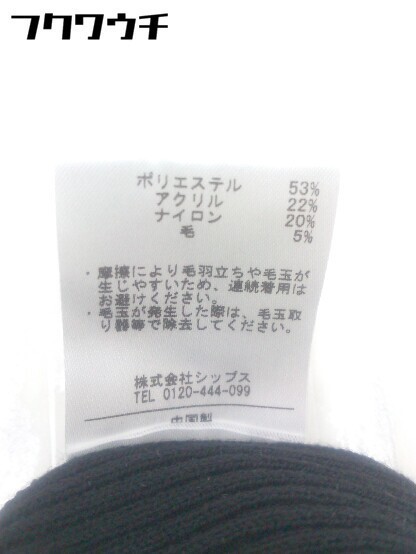 フクワウチ
ポリエステル 53%
アクリル 22%
ナイロン 20%
毛 5%
・摩擦により毛羽立ちや毛玉が
生じやすいため、連続着用は
お避けください。
・毛玉が発生した際は、毛玉取
り器等で除去してください。
株式会社シップス
TEL 0120-444-099
中国製